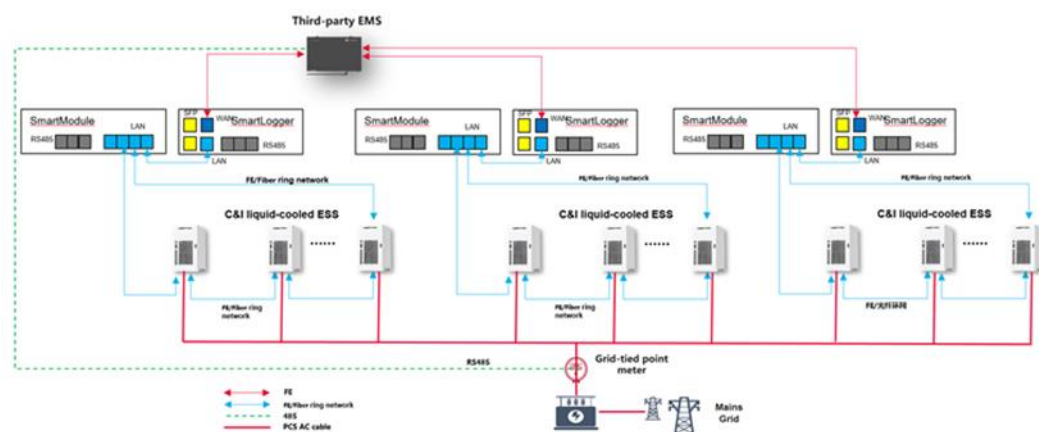 Third-party EMS
SmartModule
RS485
LAN
SFP
WAN
SmartLogger
RS485
LAN
SmartModule
RS485
LAN
SFP
WAN
SmartLogger
RS485
LAN
SmartModule
RS485
LAN
SFP
WAN
SmartLogger
RS485
LAN
FE/Fiber ring network
FE/Fiber ring network
FE/Fiber ring network
C&I liquid-cooled ESS
C&I liquid-cooled ESS
C&I liquid-cooled ESS
......
......
......
FE/Fiber ring
network
FE/Fiber ring
network
FE/光纤环网
RS485
Grid-tied point
meter
FE
FE/Fiber ring network
485
PCS AC cable
Mains
Grid